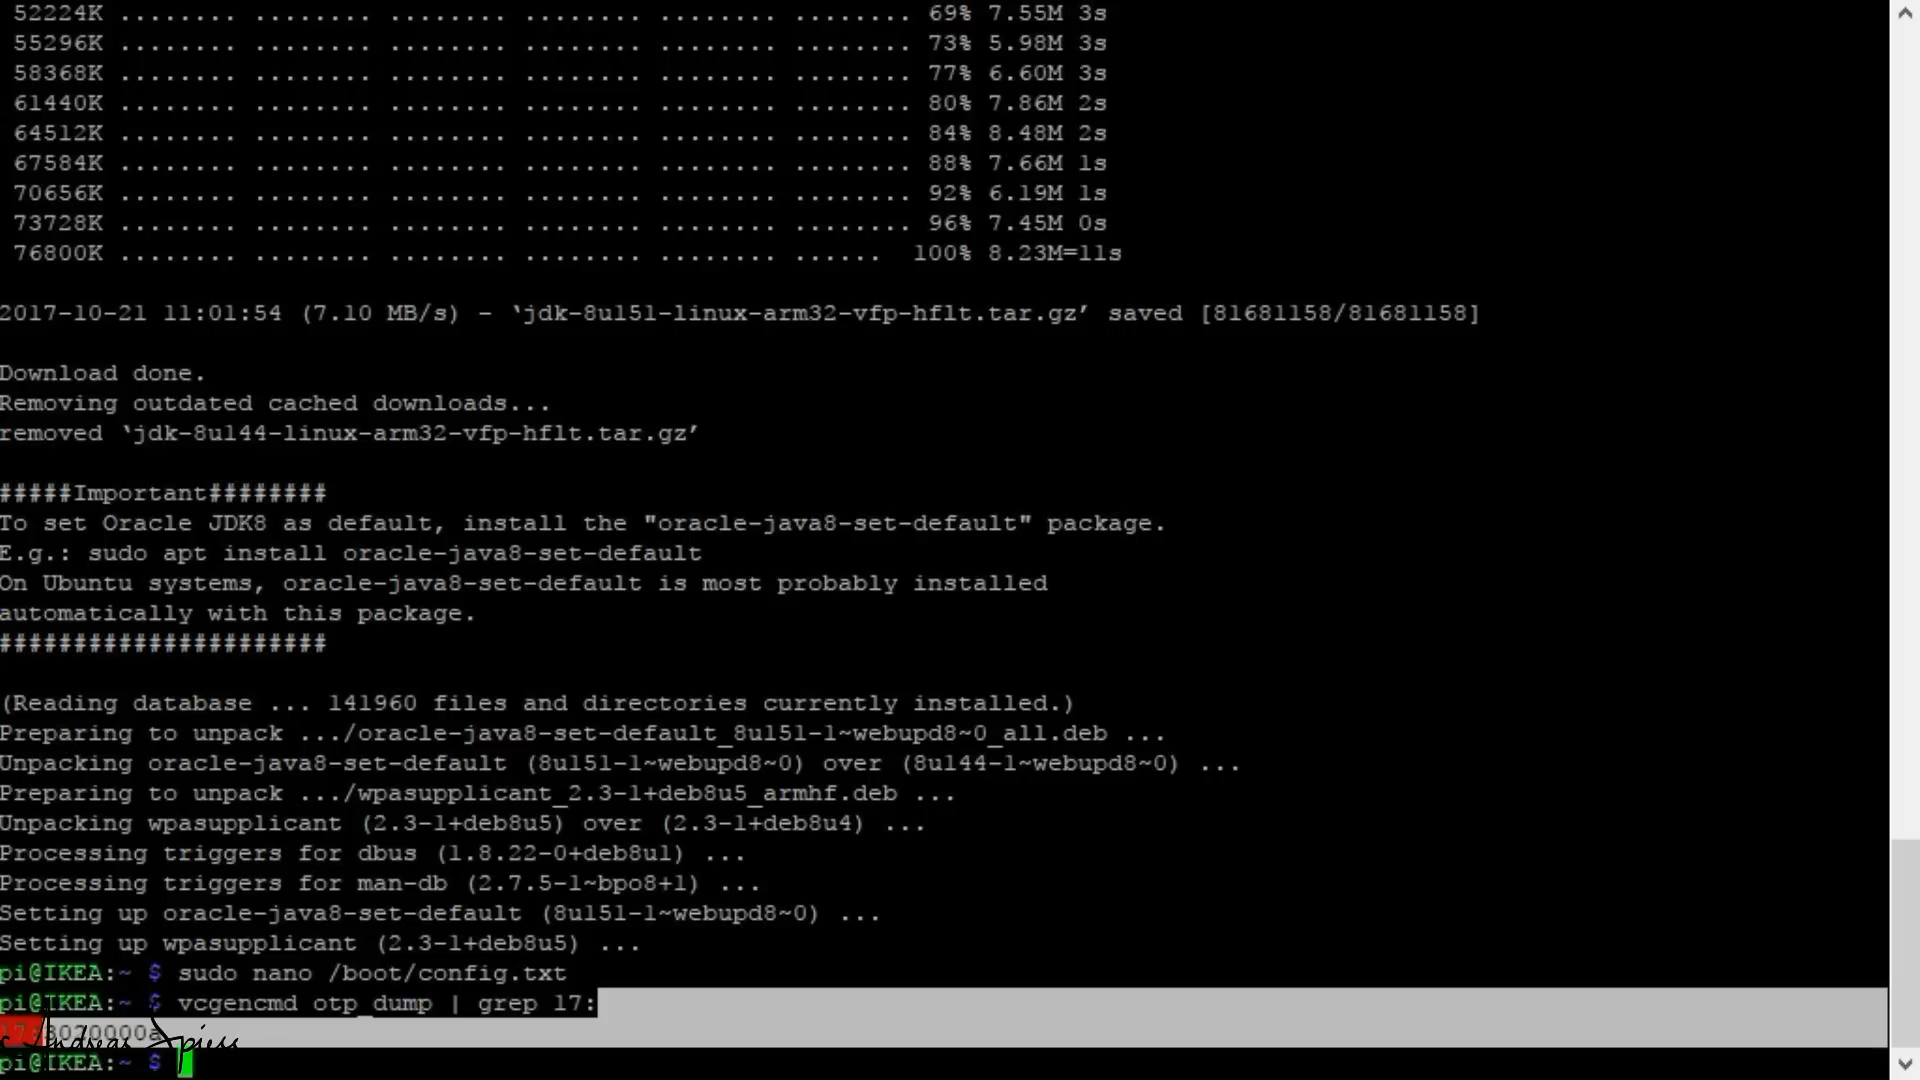 52224K ........ ........ ........ ........ ........ ........ 69% 7.55M 3s
55296K ........ ........ ........ ........ ........ ........ 73% 5.98M 3s
58368K ........ ........ ........ ........ ........ ........ 77% 6.60M 3s
61440K ........ ........ ........ ........ ........ ........ 80% 7.86M 2s
64512K ........ ........ ........ ........ ........ ........ 84% 8.48M 2s
67584K ........ ........ ........ ........ ........ ........ 88% 7.66M 1s
70656K ........ ........ ........ ........ ........ ........ 92% 6.19M 1s
73728K ........ ........ ........ ........ ........ ........ 96% 7.45M 0s
76800K ........ ........ ........ ........ ........ ...... 100% 8.23M=11s
2017-10-21 11:01:54 (7.10 MB/s) - ‘jdk-8u151-linux-arm32-vfp-hflt.tar.gz’ saved [81681158/81681158]
Download done.
Removing outdated cached downloads...
removed ‘jdk-8u144-linux-arm32-vfp-hflt.tar.gz’
#####Important########
To set Oracle JDK8 as default, install the "oracle-java8-set-default" package.
E.g.: sudo apt install oracle-java8-set-default
On Ubuntu systems, oracle-java8-set-default is most probably installed
automatically with this package.
######################
(Reading database ... 141960 files and directories currently installed.)
Preparing to unpack .../oracle-java8-set-default_8u151-1~webupd8~0_all.deb ...
Unpacking oracle-java8-set-default (8u151-1~webupd8~0) over (8u144-1~webupd8~0) ...
Preparing to unpack .../wpasupplicant_2.3-1+deb8u5_armhf.deb ...
Unpacking wpasupplicant (2.3-1+deb8u5) over (2.3-1+deb8u4) ...
Processing triggers for dbus (1.8.22-0+deb8u1) ...
Processing triggers for man-db (2.7.5-1~bpo8+1) ...
Setting up oracle-java8-set-default (8u151-1~webupd8~0) ...
Setting up wpasupplicant (2.3-1+deb8u5) ...
pi@IKEA:~ $ sudo nano /boot/config.txt
pi@IKEA:~ $ vcgencmd otp_dump | grep 17:
17:3020000a
Andreas Spiess
pi@IKEA:~ $